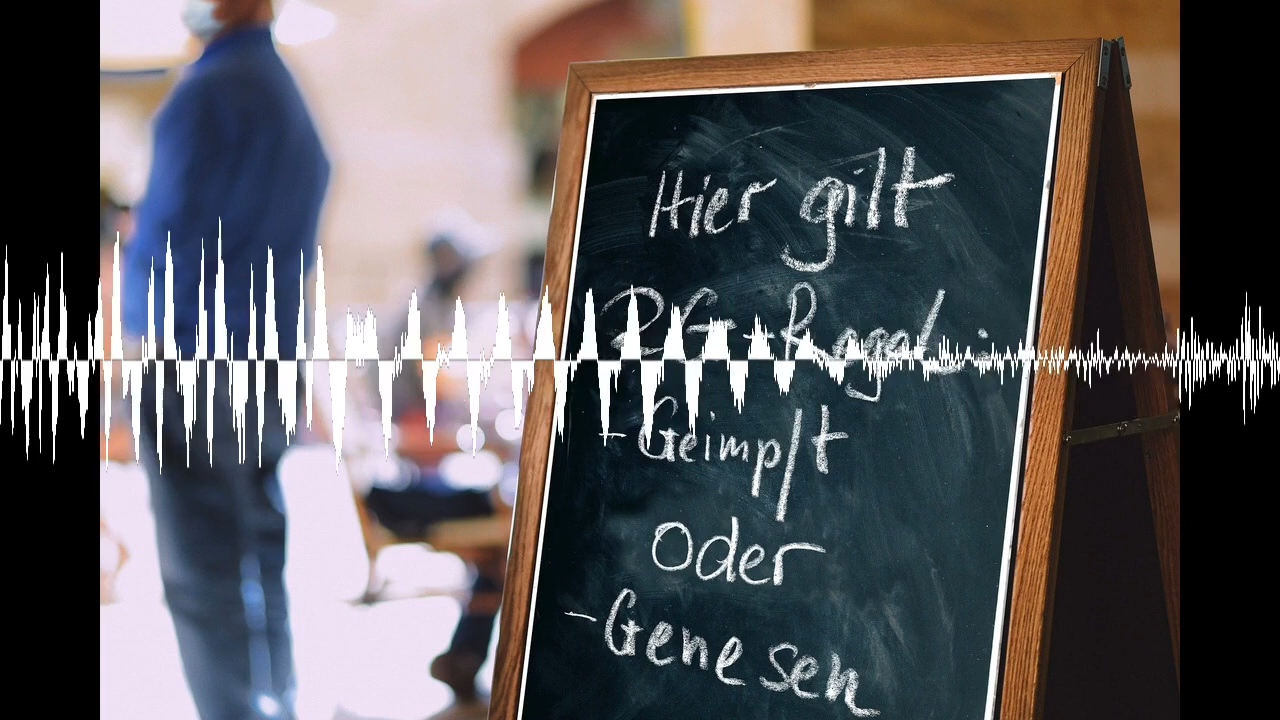 Hier gilt
2G-Regel:
- Geimpft
oder
- Genesen